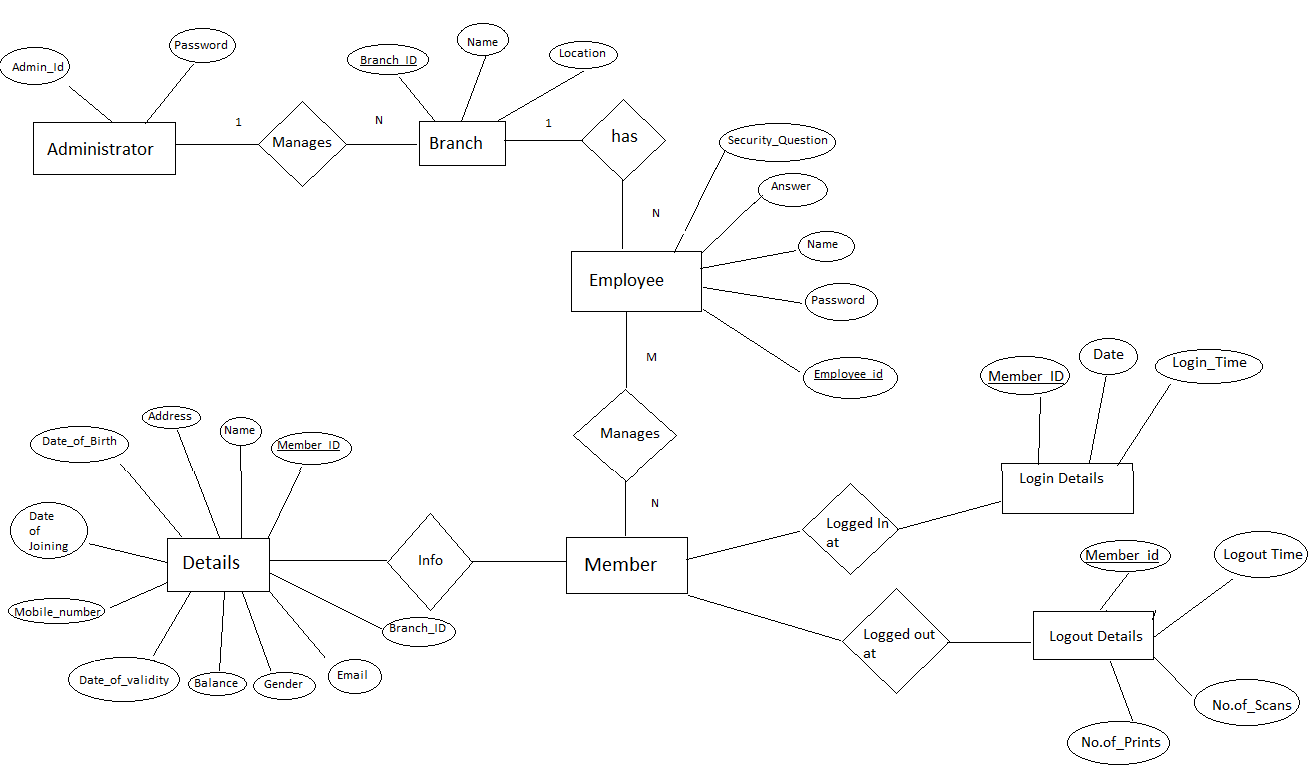 Admin_Id
Password
Branch_ID
Name
Location
1
N
1
Administrator
Manages
Branch
has
Security_Question
Answer
N
Name
Employee
Password
M
Employee_id
Member_ID
Date
Login_Time
Manages
Address
Name
Date_of_Birth
Member_ID
N
Login Details
Date
of
Joining
Logged In
at
Details
Info
Member
Member_id
Logout Time
Mobile_number
Branch_ID
Logged out
at
Logout Details
Date_of_validity
Balance
Gender
Email
No.of_Scans
No.of_Prints